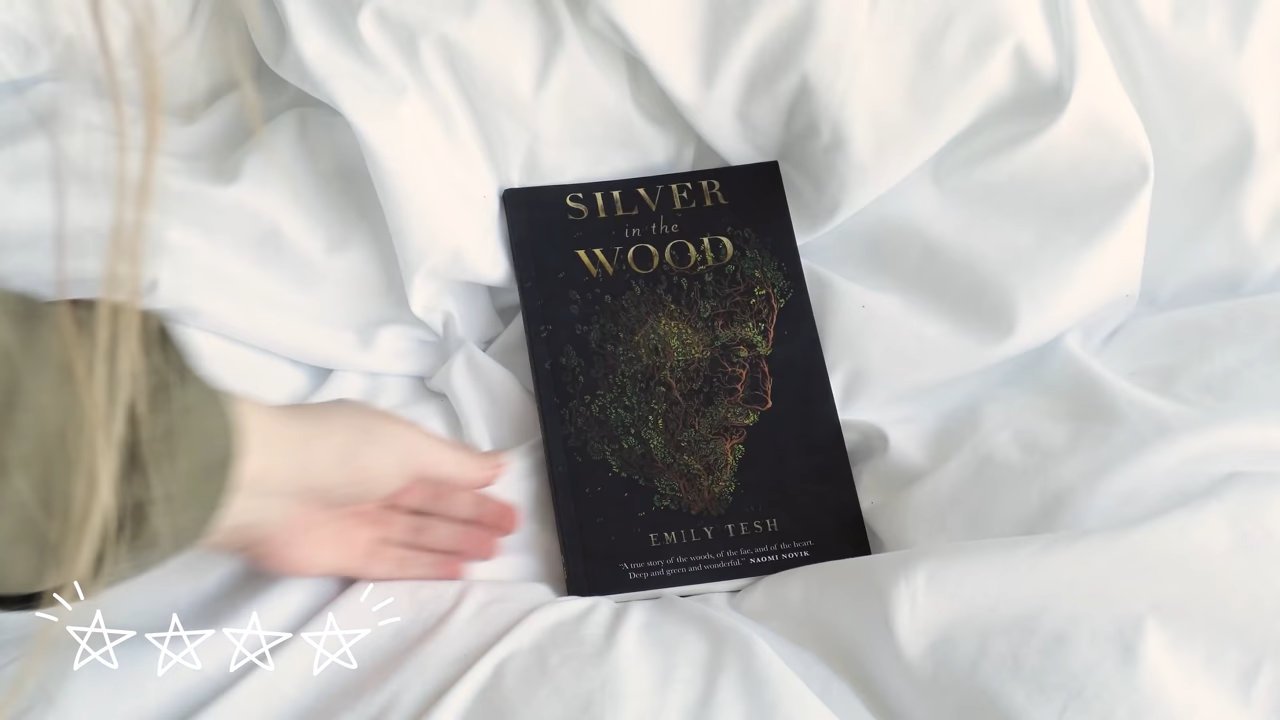 SILVER
in the
WOOD
EMILY TESH
"A true story of the woods, of the fae, and of the heart.
Deep and green and wonderful." NAOMI NOVIK